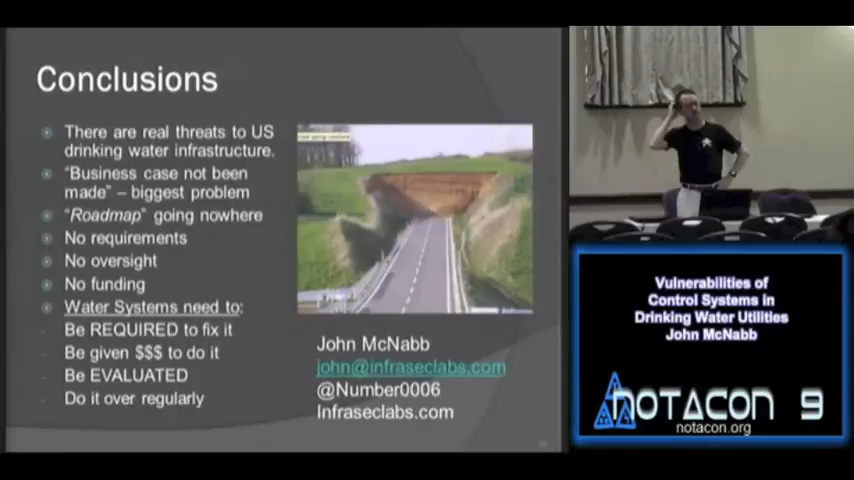 Conclusions
There are real threats to US
drinking water infrastructure.
“Business case not been
made” – biggest problem
“Roadmap” going nowhere
No requirements
No oversight
No funding
Water Systems need to:
Be REQUIRED to fix it
Be given $$$ to do it
Be EVALUATED
Do it over regularly
John McNabb
john@infraseclabs.com
@Number0006
Infraseclabs.com
Vulnerabilities of
Control Systems in
Drinking Water Utilities
John McNabb
NOTACON 9
notacon.org